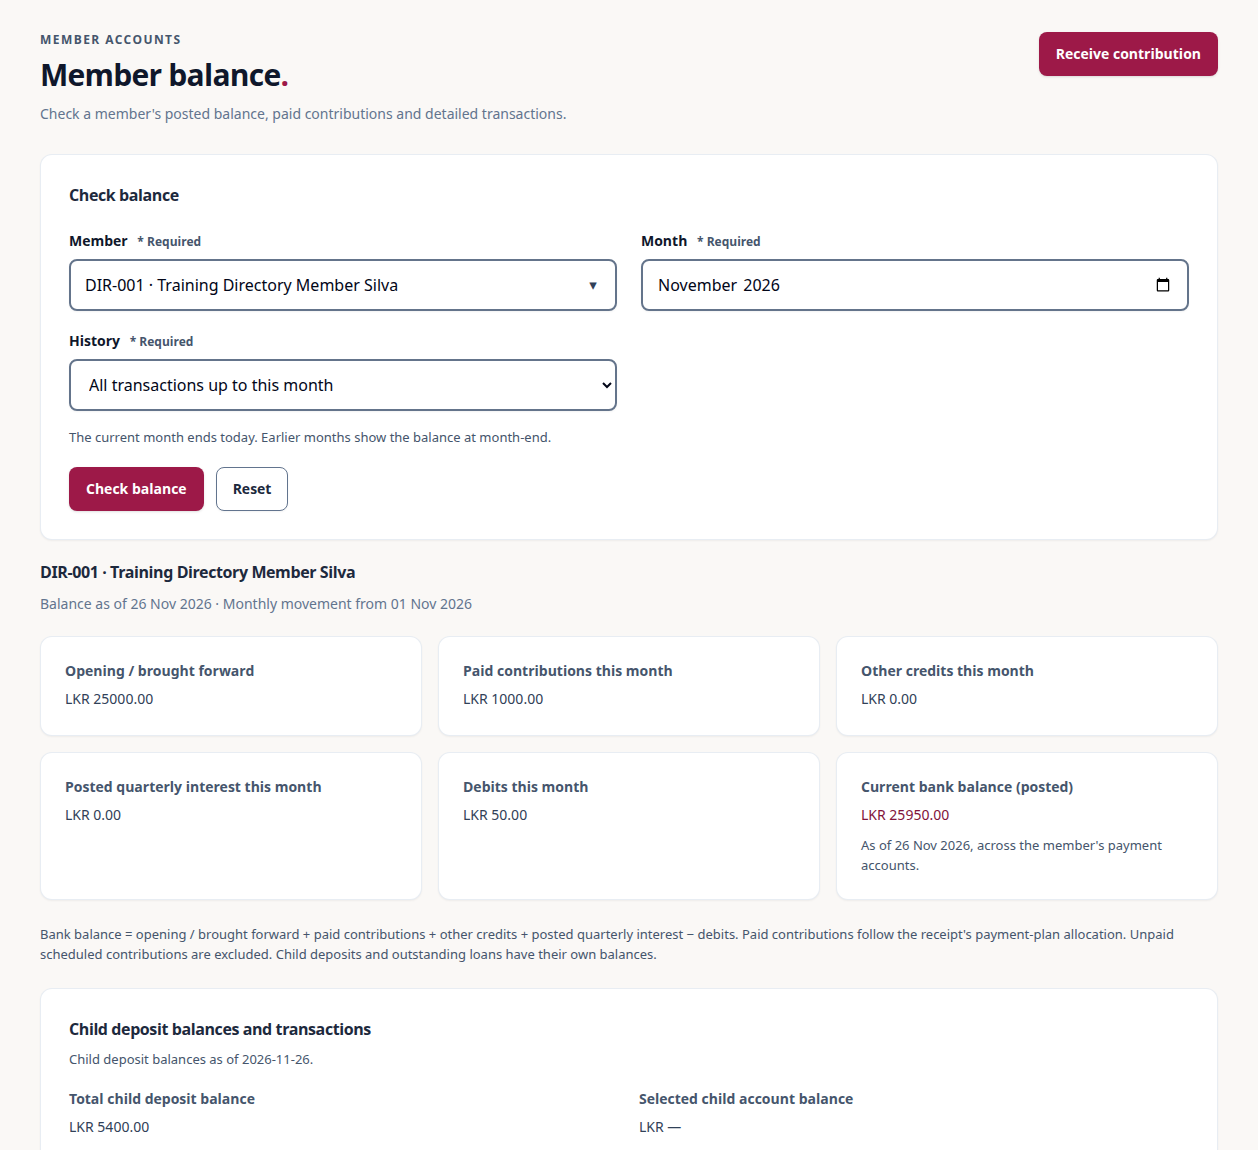 MEMBER ACCOUNTS
Member balance.
Receive contribution
Check a member's posted balance, paid contributions and detailed transactions.
Check balance
Member * Required
Month * Required
DIR-001 · Training Directory Member Silva
November 2026
History * Required
All transactions up to this month
The current month ends today. Earlier months show the balance at month-end.
Check balance
Reset
DIR-001 · Training Directory Member Silva
Balance as of 26 Nov 2026 · Monthly movement from 01 Nov 2026
Opening / brought forward
LKR 25000.00
Paid contributions this month
LKR 1000.00
Other credits this month
LKR 0.00
Posted quarterly interest this month
LKR 0.00
Debits this month
LKR 50.00
Current bank balance (posted)
LKR 25950.00
As of 26 Nov 2026, across the member's payment
accounts.
Bank balance = opening / brought forward + paid contributions + other credits + posted quarterly interest − debits. Paid contributions follow the receipt's payment-plan allocation. Unpaid
scheduled contributions are excluded. Child deposits and outstanding loans have their own balances.
Child deposit balances and transactions
Child deposit balances as of 2026-11-26.
Total child deposit balance
LKR 5400.00
Selected child account balance
LKR —